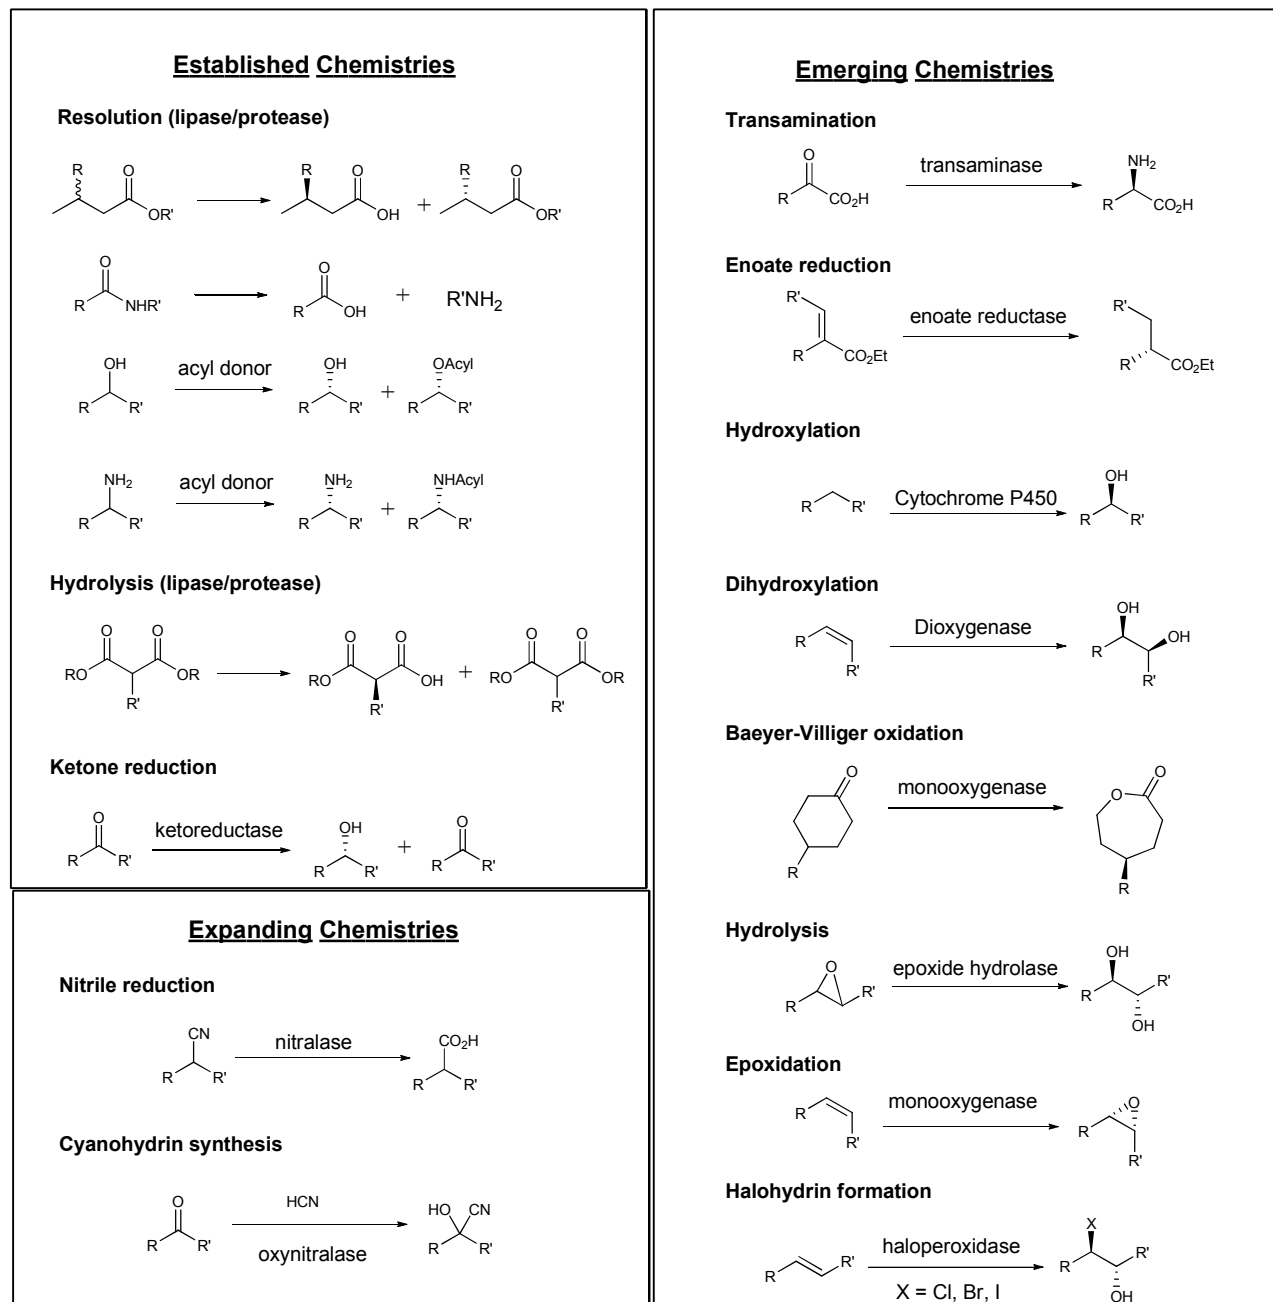 Established Chemistries
Resolution (lipase/protease)
R O OR' R O OH + R O OR'
O R NHR' O R OH + R'NH2
OH R R' acyl donor OH R R' + OAcyl R R'
NH2 R R' acyl donor NH2 R R' + NHAcyl R R'
Hydrolysis (lipase/protease)
O O RO OR R' O O RO OH R' + O O RO OR R'
Ketone reduction
O R R' ketoreductase OH R R' + O R R'
Expanding Chemistries
Nitrile reduction
CN R R' nitralase CO2H R R'
Cyanohydrin synthesis
O R R' HCN oxynitralase HO CN R R'
Emerging Chemistries
Transamination
O R CO2H transaminase NH2 R CO2H
Enoate reduction
R' R CO2Et enoate reductase R' R CO2Et
Hydroxylation
R R' Cytochrome P450 OH R R'
Dihydroxylation
R R' Dioxygenase OH OH R R'
Baeyer-Villiger oxidation
O R monooxygenase O O R
Hydrolysis
O R R' epoxide hydrolase OH R R' OH
Epoxidation
R R' monooxygenase O R R'
Halohydrin formation
R R' haloperoxidase X R R' OH
X = Cl, Br, I